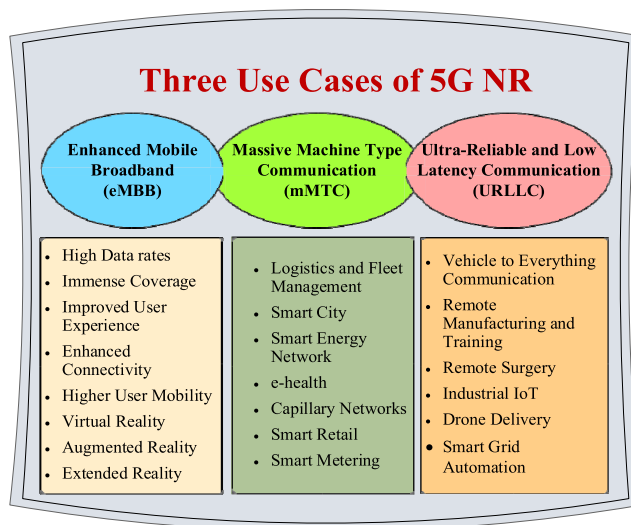 Three Use Cases of 5G NR
Enhanced Mobile
Broadband
(eMBB)
Massive Machine Type
Communication
(mMTC)
Ultra-Reliable and Low
Latency Communication
(URLLC)
• High Data rates
• Immense Coverage
• Improved User
Experience
• Enhanced
Connectivity
• Higher User Mobility
• Virtual Reality
• Augmented Reality
• Extended Reality
• Logistics and Fleet
Management
• Smart City
• Smart Energy
Network
• e-health
• Capillary Networks
• Smart Retail
• Smart Metering
• Vehicle to Everything
Communication
• Remote
Manufacturing and
Training
• Remote Surgery
• Industrial IoT
• Drone Delivery
• Smart Grid
Automation